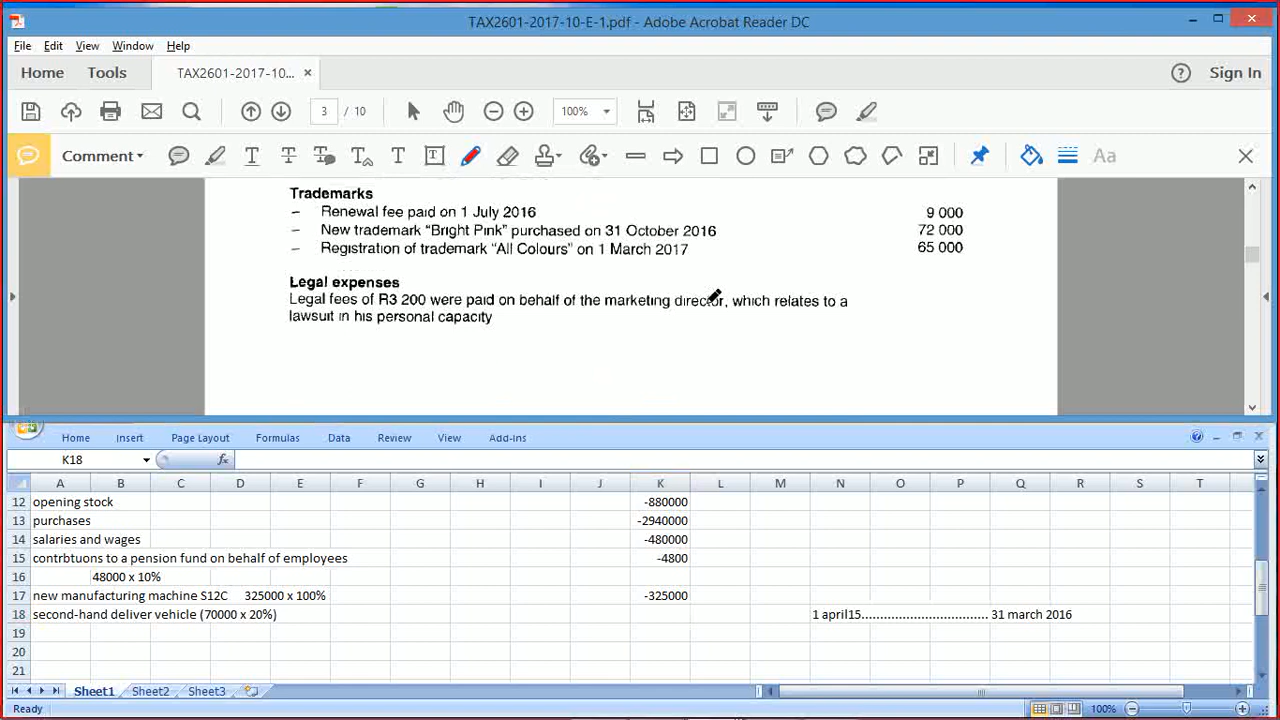 TAX2601-2017-10-E-1.pdf - Adobe Acrobat Reader DC
File Edit View Window Help
Home Tools TAX2601-2017-10... × Sign In
3 / 10 100%
Comment Aa
Trademarks
– Renewal fee paid on 1 July 2016 9 000
– New trademark “Bright Pink” purchased on 31 October 2016 72 000
– Registration of trademark “All Colours” on 1 March 2017 65 000
Legal expenses
Legal fees of R3 200 were paid on behalf of the marketing director, which relates to a
lawsuit in his personal capacity
Home Insert Page Layout Formulas Data Review View Add-Ins
K18 fx
A B C D E F G H I J K L M N O P Q R S T
12 opening stock -880000
13 purchases -2940000
14 salaries and wages -480000
15 contrbtuons to a pension fund on behalf of employees -4800
16 48000 x 10%
17 new manufacturing machine S12C 325000 x 100% -325000
18 second-hand deliver vehicle (70000 x 20%) 1 april15.................................. 31 march 2016
19
20
21
Sheet1 Sheet2 Sheet3
Ready 100%